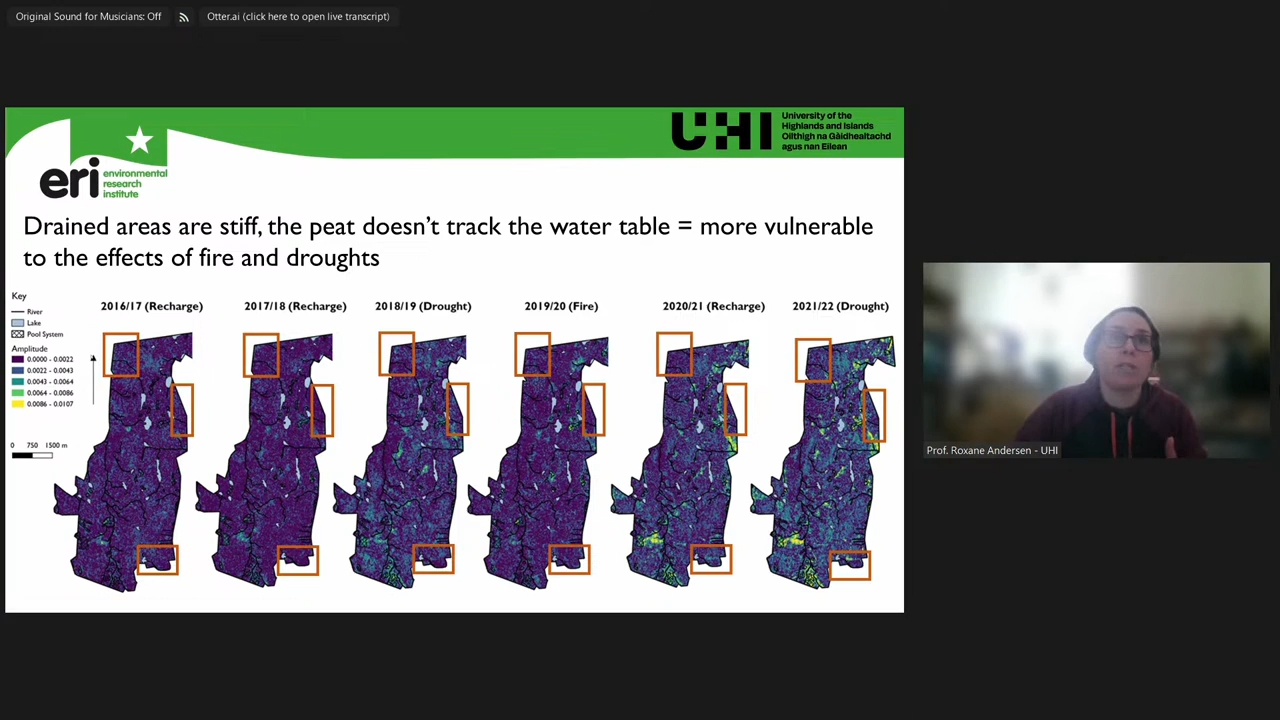 Original Sound for Musicians: Off
Otter.ai (click here to open live transcript)
eri environmental
research
institute
UHI
University of the
Highlands and Islands
Oilthigh na Gàidhealtachd
agus nan Eilean
Drained areas are stiff, the peat doesn't track the water table = more vulnerable
to the effects of fire and droughts
Key
River
Lake
Pool System
Amplitude
0.0000 - 0.0022
0.0022 - 0.0043
0.0043 - 0.0064
0.0064 - 0.0086
0.0086 - 0.0107
0 750 1500 m
2016/17 (Recharge)
2017/18 (Recharge)
2018/19 (Drought)
2019/20 (Fire)
2020/21 (Recharge)
2021/22 (Drought)
Prof. Roxane Andersen - UHI